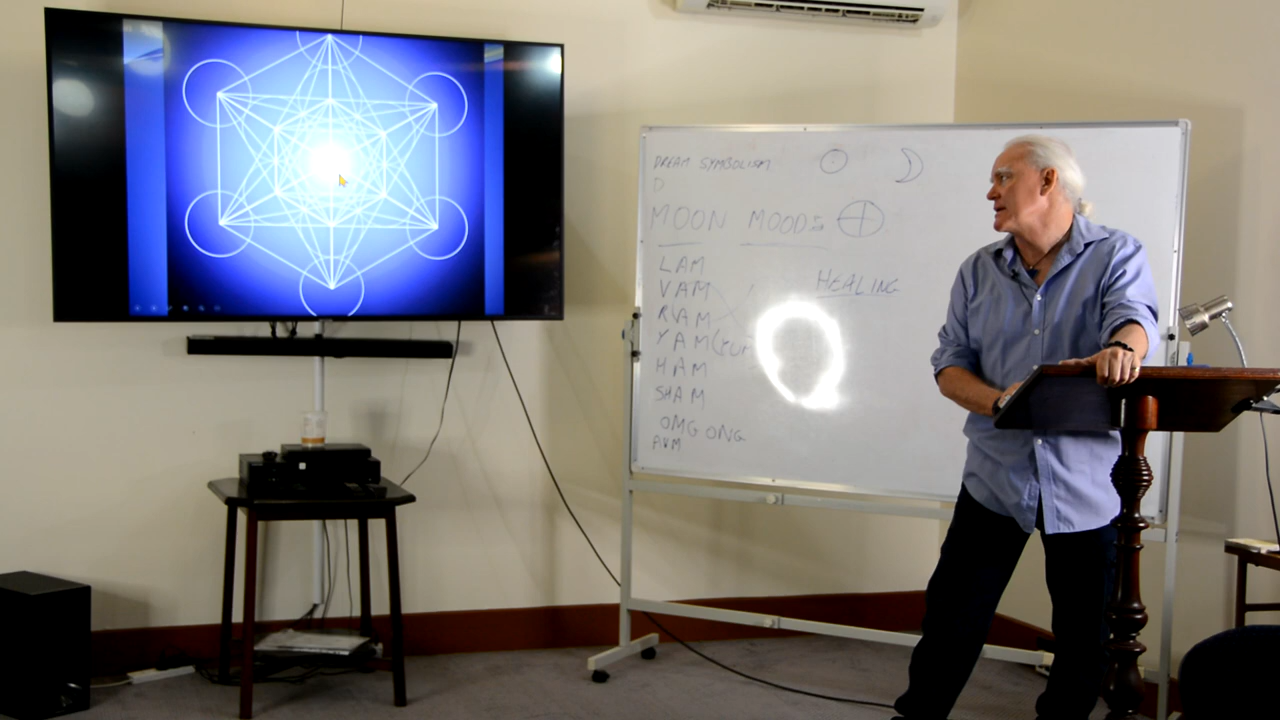 DREAM SYMBOLISM
D
MOON MOODS
HEALING
LAM
VAM
RAM
YAM
HAM
SHAM
OMG ONG
AUM